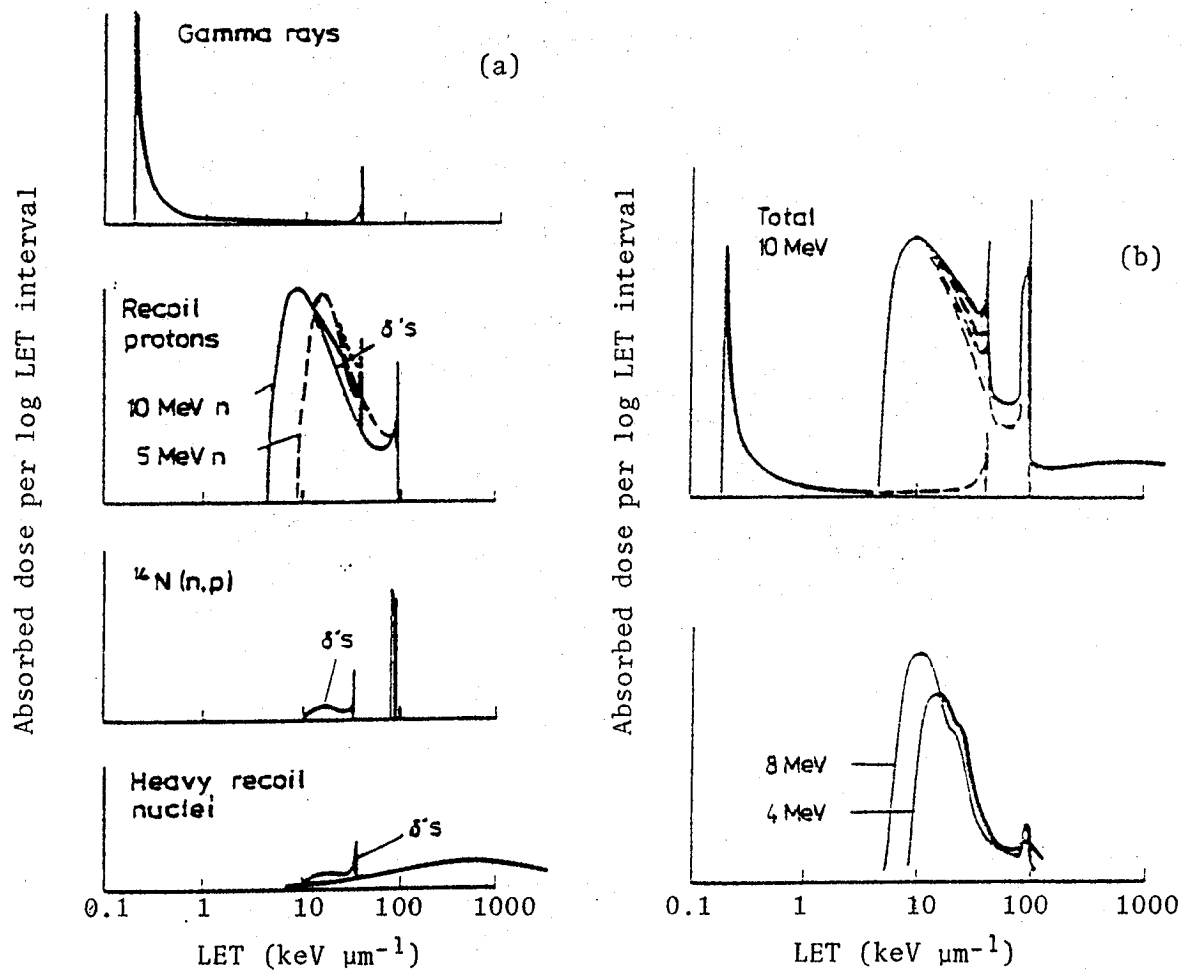 Gamma rays
(a)
Recoil
protons
δ's
10 MeV n
5 MeV n
¹⁴N (n,p)
δ's
Heavy recoil
nuclei
δ's
0.1 1 10 100 1000
LET (keV μm⁻¹)
Absorbed dose per log LET interval
Total
10 MeV
(b)
8 MeV
4 MeV
0.1 1 10 100 1000
LET (keV μm⁻¹)
Absorbed dose per log LET interval